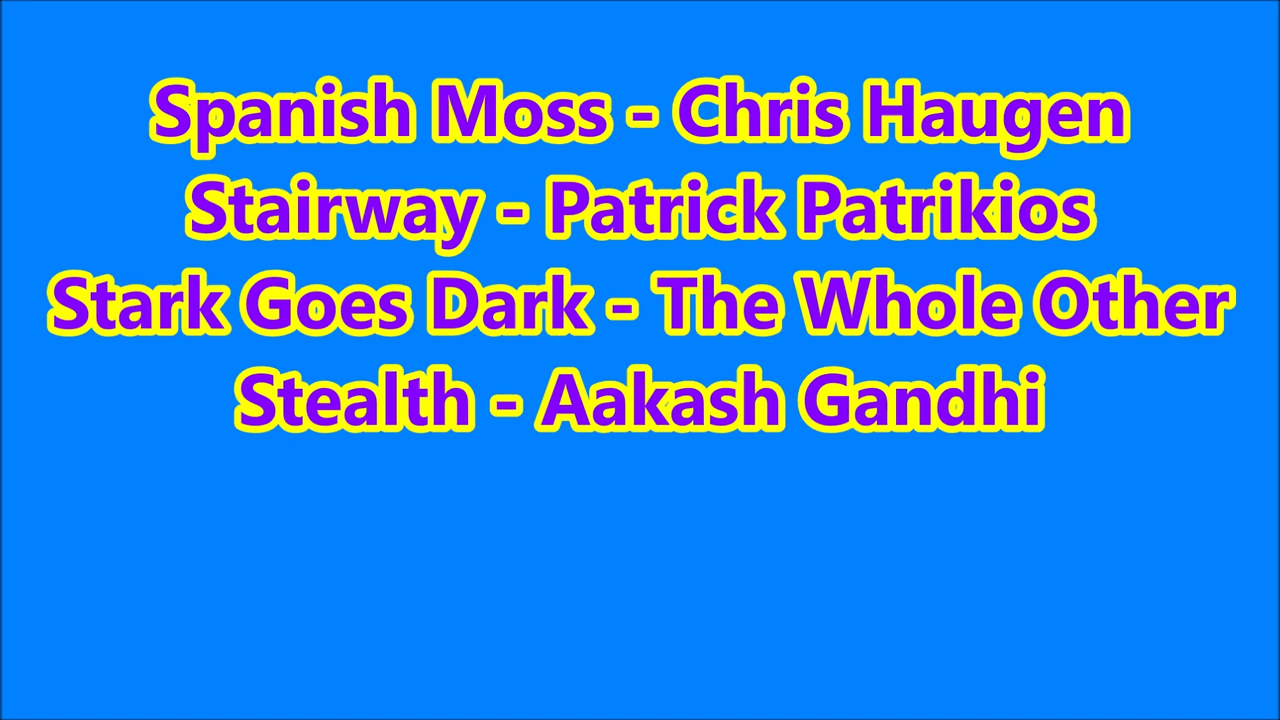 Spanish Moss - Chris Haugen
Stairway - Patrick Patrikios
Stark Goes Dark - The Whole Other
Stealth - Aakash Gandhi